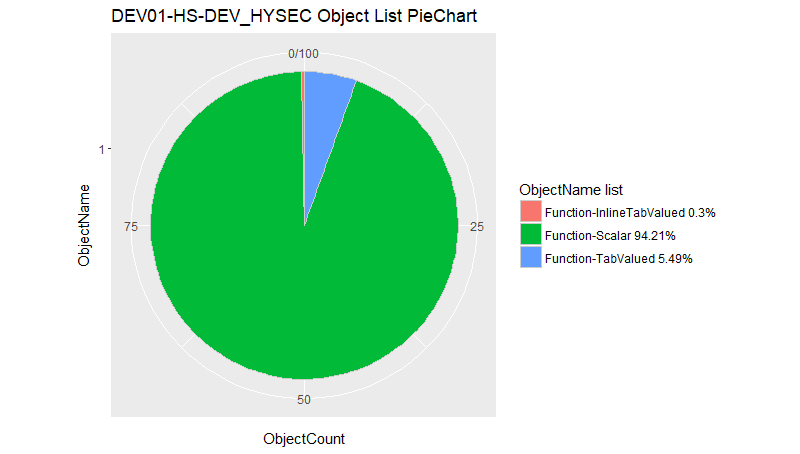 DEV01-HS-DEV_HYSEC Object List PieChart
0/100
1
75
25
50
ObjectName
ObjectCount
ObjectName list
Function-InlineTabValued 0.3%
Function-Scalar 94.21%
Function-TabValued 5.49%